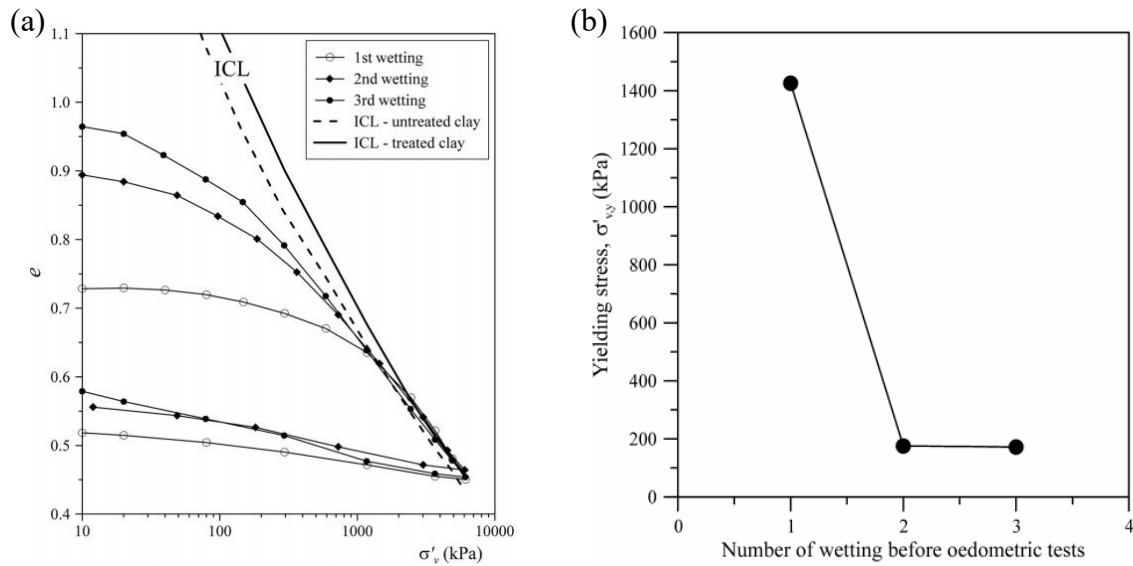 (a)
1.1
1.0
0.9
0.8
0.7
0.6
0.5
0.4
e
10
100
1000
10000
σ'v (kPa)
ICL
1st wetting
2nd wetting
3rd wetting
ICL - untreated clay
ICL - treated clay
(b)
1600
1400
1200
1000
800
600
400
200
0
Yielding stress, σ'v,y (kPa)
0
1
2
3
4
Number of wetting before oedometric tests